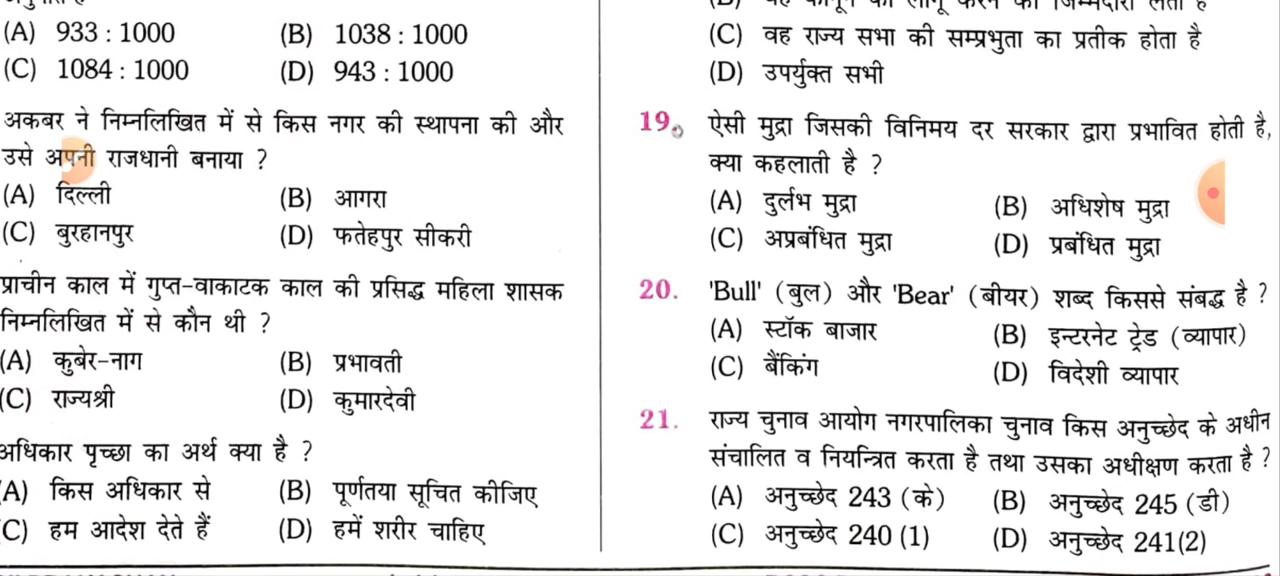 (A) 933 : 1000 (B) 1038 : 1000
(C) 1084 : 1000 (D) 943 : 1000
अकबर ने निम्नलिखित में से किस नगर की स्थापना की और
उसे अपनी राजधानी बनाया ?
(A) दिल्ली (B) आगरा
(C) बुरहानपुर (D) फतेहपुर सीकरी
प्राचीन काल में गुप्त-वाकाटक काल की प्रसिद्ध महिला शासक
निम्नलिखित में से कौन थी ?
(A) कुबेर-नाग (B) प्रभावती
(C) राज्यश्री (D) कुमारदेवी
अधिकार पृच्छा का अर्थ क्या है ?
(A) किस अधिकार से (B) पूर्णतया सूचित कीजिए
(C) हम आदेश देते हैं (D) हमें शरीर चाहिए
(C) वह राज्य सभा की सम्प्रभुता का प्रतीक होता है
(D) उपर्युक्त सभी
19. ऐसी मुद्रा जिसकी विनिमय दर सरकार द्वारा प्रभावित होती है,
क्या कहलाती है ?
(A) दुर्लभ मुद्रा (B) अधिशेष मुद्रा
(C) अप्रबंधित मुद्रा (D) प्रबंधित मुद्रा
20. 'Bull' (बुल) और 'Bear' (बीयर) शब्द किससे संबद्ध है ?
(A) स्टॉक बाजार (B) इन्टरनेट ट्रेड (व्यापार)
(C) बैंकिंग (D) विदेशी व्यापार
21. राज्य चुनाव आयोग नगरपालिका चुनाव किस अनुच्छेद के अधीन
संचालित व नियन्त्रित करता है तथा उसका अधीक्षण करता है ?
(A) अनुच्छेद 243 (के) (B) अनुच्छेद 245 (डी)
(C) अनुच्छेद 240 (1) (D) अनुच्छेद 241(2)